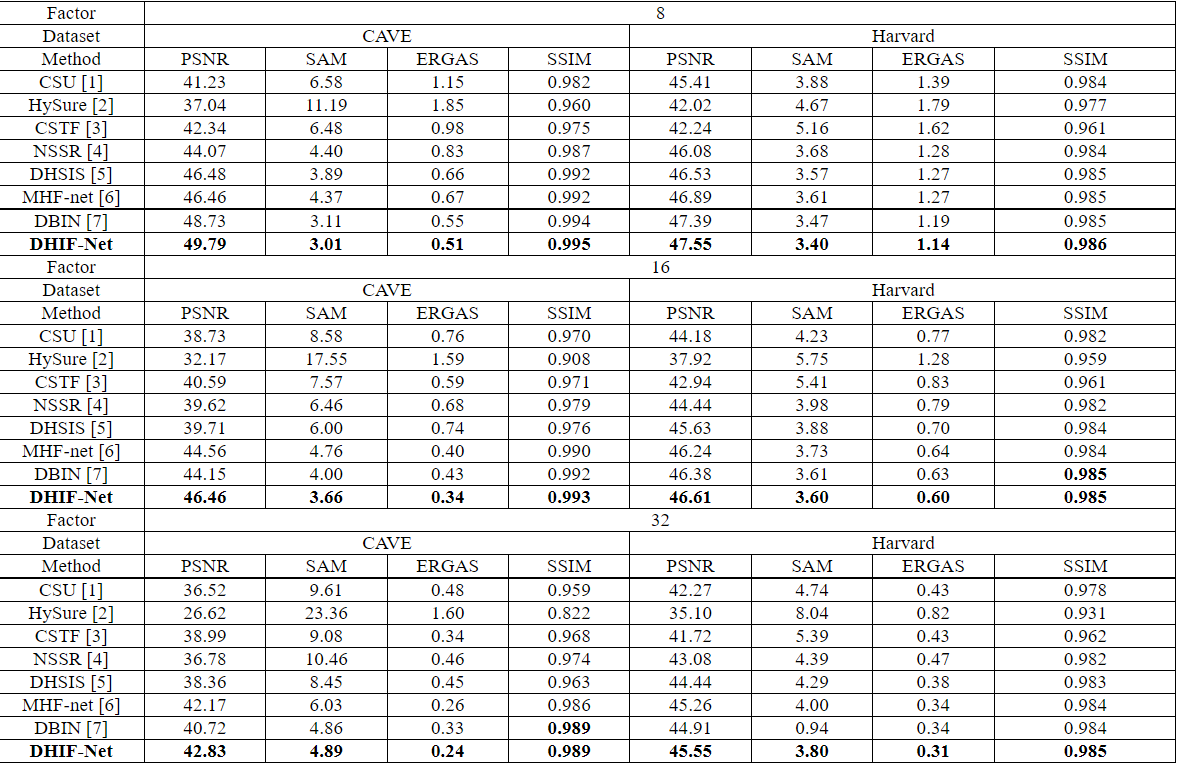 Factor 8
Dataset CAVE Harvard
Method PSNR SAM ERGAS SSIM PSNR SAM ERGAS SSIM
CSU [1] 41.23 6.58 1.15 0.982 45.41 3.88 1.39 0.984
HySure [2] 37.04 11.19 1.85 0.960 42.02 4.67 1.79 0.977
CSTF [3] 42.34 6.48 0.98 0.975 42.24 5.16 1.62 0.961
NSSR [4] 44.07 4.40 0.83 0.987 46.08 3.68 1.28 0.984
DHSIS [5] 46.48 3.89 0.66 0.992 46.53 3.57 1.27 0.985
MHF-net [6] 46.46 4.37 0.67 0.992 46.89 3.61 1.27 0.985
DBIN [7] 48.73 3.11 0.55 0.994 47.39 3.47 1.19 0.985
DHIF-Net 49.79 3.01 0.51 0.995 47.55 3.40 1.14 0.986
Factor 16
Dataset CAVE Harvard
Method PSNR SAM ERGAS SSIM PSNR SAM ERGAS SSIM
CSU [1] 38.73 8.58 0.76 0.970 44.18 4.23 0.77 0.982
HySure [2] 32.17 17.55 1.59 0.908 37.92 5.75 1.28 0.959
CSTF [3] 40.59 7.57 0.59 0.971 42.94 5.41 0.83 0.961
NSSR [4] 39.62 6.46 0.68 0.979 44.44 3.98 0.79 0.982
DHSIS [5] 39.71 6.00 0.74 0.976 45.63 3.88 0.70 0.984
MHF-net [6] 44.56 4.76 0.40 0.990 46.24 3.73 0.64 0.984
DBIN [7] 44.15 4.00 0.43 0.992 46.38 3.61 0.63 0.985
DHIF-Net 46.46 3.66 0.34 0.993 46.61 3.60 0.60 0.985
Factor 32
Dataset CAVE Harvard
Method PSNR SAM ERGAS SSIM PSNR SAM ERGAS SSIM
CSU [1] 36.52 9.61 0.48 0.959 42.27 4.74 0.43 0.978
HySure [2] 26.62 23.36 1.60 0.822 35.10 8.04 0.82 0.931
CSTF [3] 38.99 9.08 0.34 0.968 41.72 5.39 0.43 0.962
NSSR [4] 36.78 10.46 0.46 0.974 43.08 4.39 0.47 0.982
DHSIS [5] 38.36 8.45 0.45 0.963 44.44 4.29 0.38 0.983
MHF-net [6] 42.17 6.03 0.26 0.986 45.26 4.00 0.34 0.984
DBIN [7] 40.72 4.86 0.33 0.989 44.91 0.94 0.34 0.984
DHIF-Net 42.83 4.89 0.24 0.989 45.55 3.80 0.31 0.985